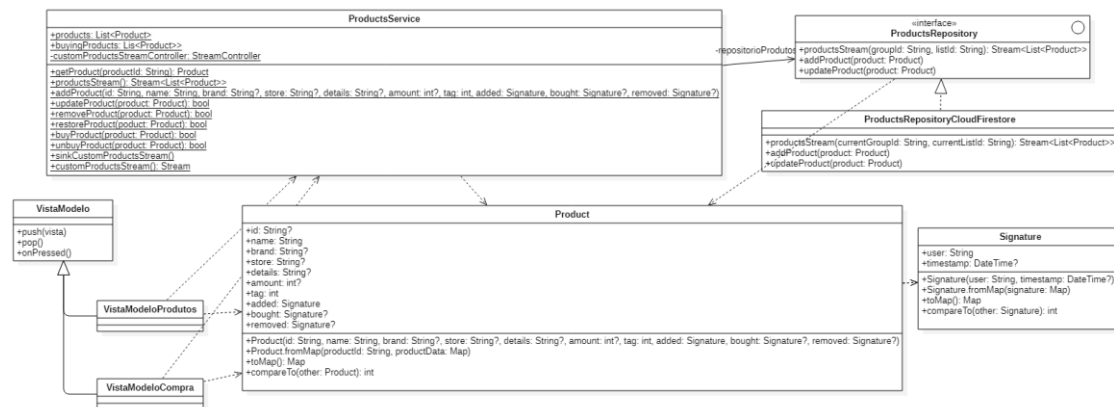 ProductsService
+products: List<Product>
+buyingProducts: Lis<Product>>
-customProductsStreamController: StreamController
+getProduct(productId: String): Product
+productsStream(): Stream<List<Product>>
+addProduct(id: String, name: String, brand: String?, store: String?, details: String?, amount: int?, tag: int, added: Signature, bought: Signature?, removed: Signature?)
+updateProduct(product: Product): bool
+removeProduct(product: Product): bool
+restoreProduct(poduct: Product): bool
+buyProduct(product: Product): bool
+unbuyProduct(product: Product): bool
+sinkCustomProductsStream()
+customProductsStream(): Stream
-repositorioProdutos
«interface»
ProductsRepository
+productsStream(groupId: String, listId: String): Stream<List<Product>>
+addProduct(product: Product)
+updateProduct(product: Product)
ProductsRepositoryCloudFirestore
+productsStream(currentGroupId: String, currentListId: String): Stream<List<Product>>
+addProduct(product: Product)
+updateProduct(product: Product)
VistaModelo
+push(vista)
+pop()
+onPressed()
VistaModeloProdutos
VistaModeloCompra
Product
+id: String?
+name: String
+brand: String?
+store: String?
+details: String?
+amount: int?
+tag: int
+added: Signature
+bought: Signature?
+removed: Signature?
+Product(id: String, name: String, brand: String?, store: String?, details: String?, amount: int?, tag: int, added: Signature, bought: Signature?, removed: Signature?)
+Product.fromMap(productId: String, productData: Map)
+toMap(): Map
+compareTo(other: Product): int
Signature
+user: String
+timestamp: DateTime?
+Signature(user: String, timestamp: DateTime?)
+Signature.fromMap(signature: Map)
+toMap(): Map
+compareTo(other: Signature): int